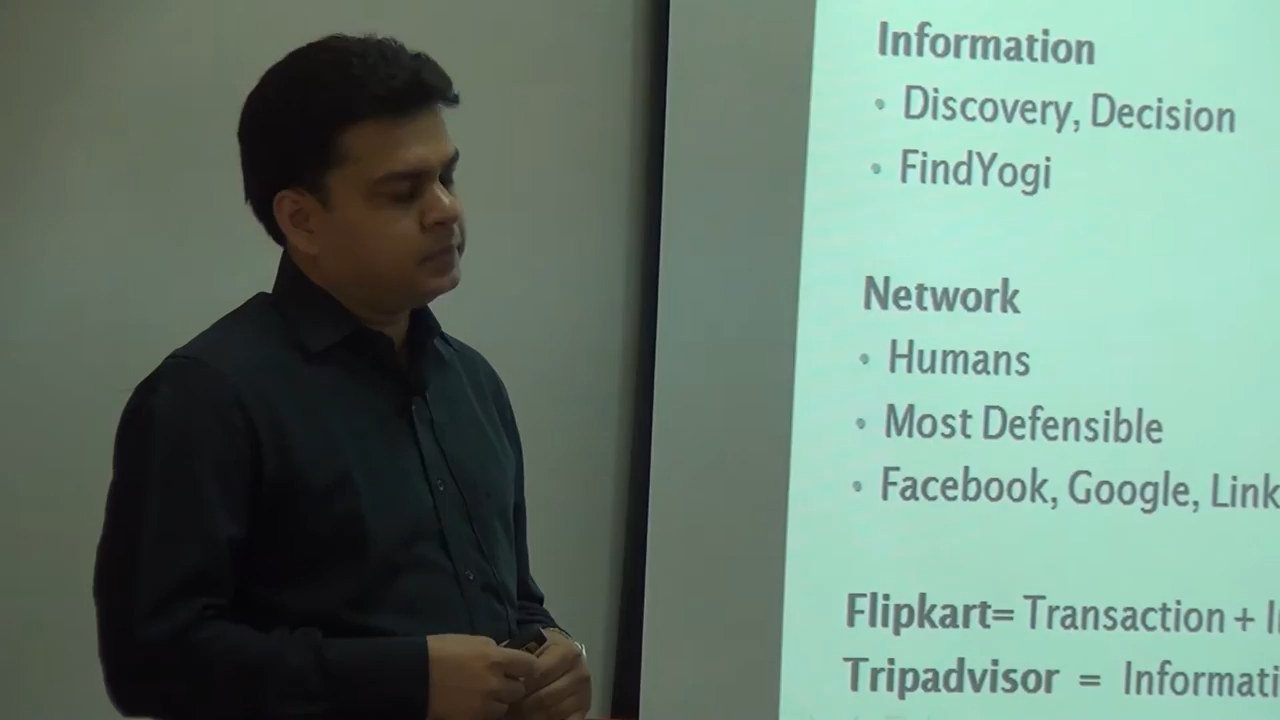 Information
• Discovery, Decision
• FindYogi
Network
• Humans
• Most Defensible
• Facebook, Google, Link
Flipkart= Transaction + I
Tripadvisor = Informati